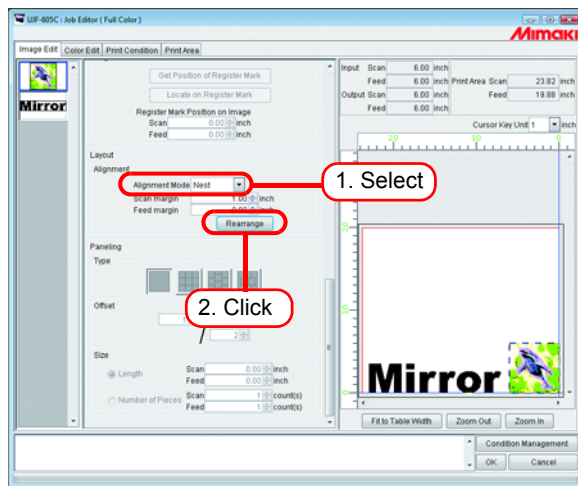 UJF-605C : Job Editor ( Full Color )
Mimaki
Image Edit Color Edit Print Condition Print Area
Mirror
Get Position of Register Mark
Locate on Register Mark
Register Mark Position on Image
Scan 0.00 inch
Feed 0.00 inch
Layout
Alignment
Alignment Mode Nest
Scan margin 1.00 inch
Feed margin 0.00 inch
Rearrange
1. Select
2. Click
Paneling
Type
Offset
1
/ 2
Size
Length
Scan 0.00 inch
Feed 0.00 inch
Number of Pieces
Scan 1 count(s)
Feed 1 count(s)
Input Scan 6.00 inch
Feed 6.00 inch Print Area Scan 23.82 inch
Output Scan 6.00 inch Feed 19.88 inch
Feed 6.00 inch
Cursor Key Unit 1 inch
20 10 0
20
10
0
Mirror
Fit to Table Width Zoom Out Zoom In
Condition Management
OK Cancel